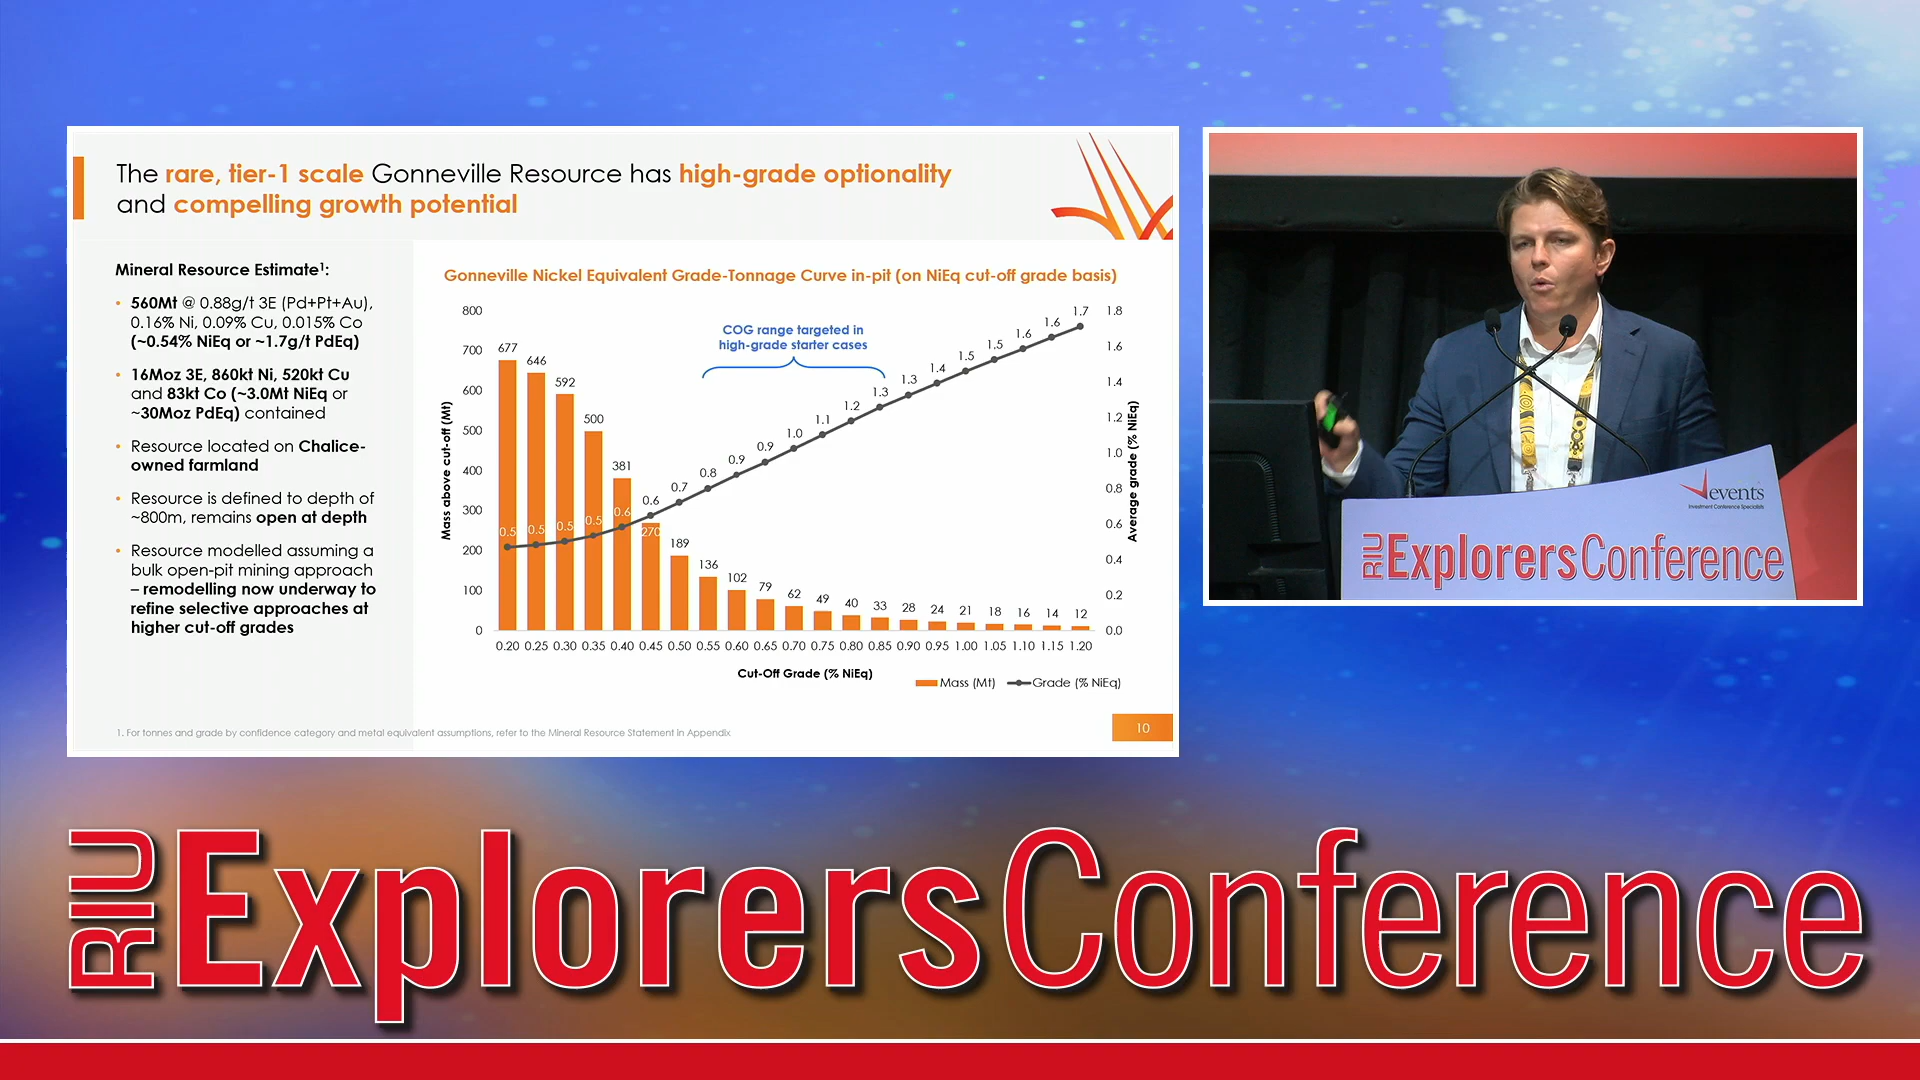 The rare, tier-1 scale Gonneville Resource has high-grade optionality
and compelling growth potential
Mineral Resource Estimate1:
• 560Mt @ 0.88g/t 3E (Pd+Pt+Au),
0.16% Ni, 0.09% Cu, 0.015% Co
(~0.54% NiEq or ~1.7g/t PdEq)
• 16Moz 3E, 860kt Ni, 520kt Cu
and 83kt Co (~3.0Mt NiEq or
~30Moz PdEq) contained
• Resource located on Chalice-
owned farmland
• Resource is defined to depth of
~800m, remains open at depth
• Resource modelled assuming a
bulk open-pit mining approach
– remodelling now underway to
refine selective approaches at
higher cut-off grades
Gonneville Nickel Equivalent Grade-Tonnage Curve in-pit (on NiEq cut-off grade basis)
COG range targeted in
high-grade starter cases
Mass above cut-off (Mt)
800
700
600
500
400
300
200
100
0
677 646 592 500 381 270 189 136 102 79 62 49 40 33 28 24 21 18 16 14 12
0.5 0.5 0.5 0.5 0.6 0.6 0.7 0.8 0.9 0.9 1.0 1.1 1.2 1.3 1.3 1.4 1.5 1.5 1.6 1.6 1.7
1.8
1.6
1.4
1.2
1.0
0.8
0.6
0.4
0.2
0.0
Average grade (% NiEq)
0.20 0.25 0.30 0.35 0.40 0.45 0.50 0.55 0.60 0.65 0.70 0.75 0.80 0.85 0.90 0.95 1.00 1.05 1.10 1.15 1.20
Cut-Off Grade (% NiEq)
Mass (Mt) Grade (% NiEq)
1. For tonnes and grade by confidence category and metal equivalent assumptions, refer to the Mineral Resource Statement in Appendix
10
events
Investment Conference Specialists
RIU ExplorersConference
RIU ExplorersConference